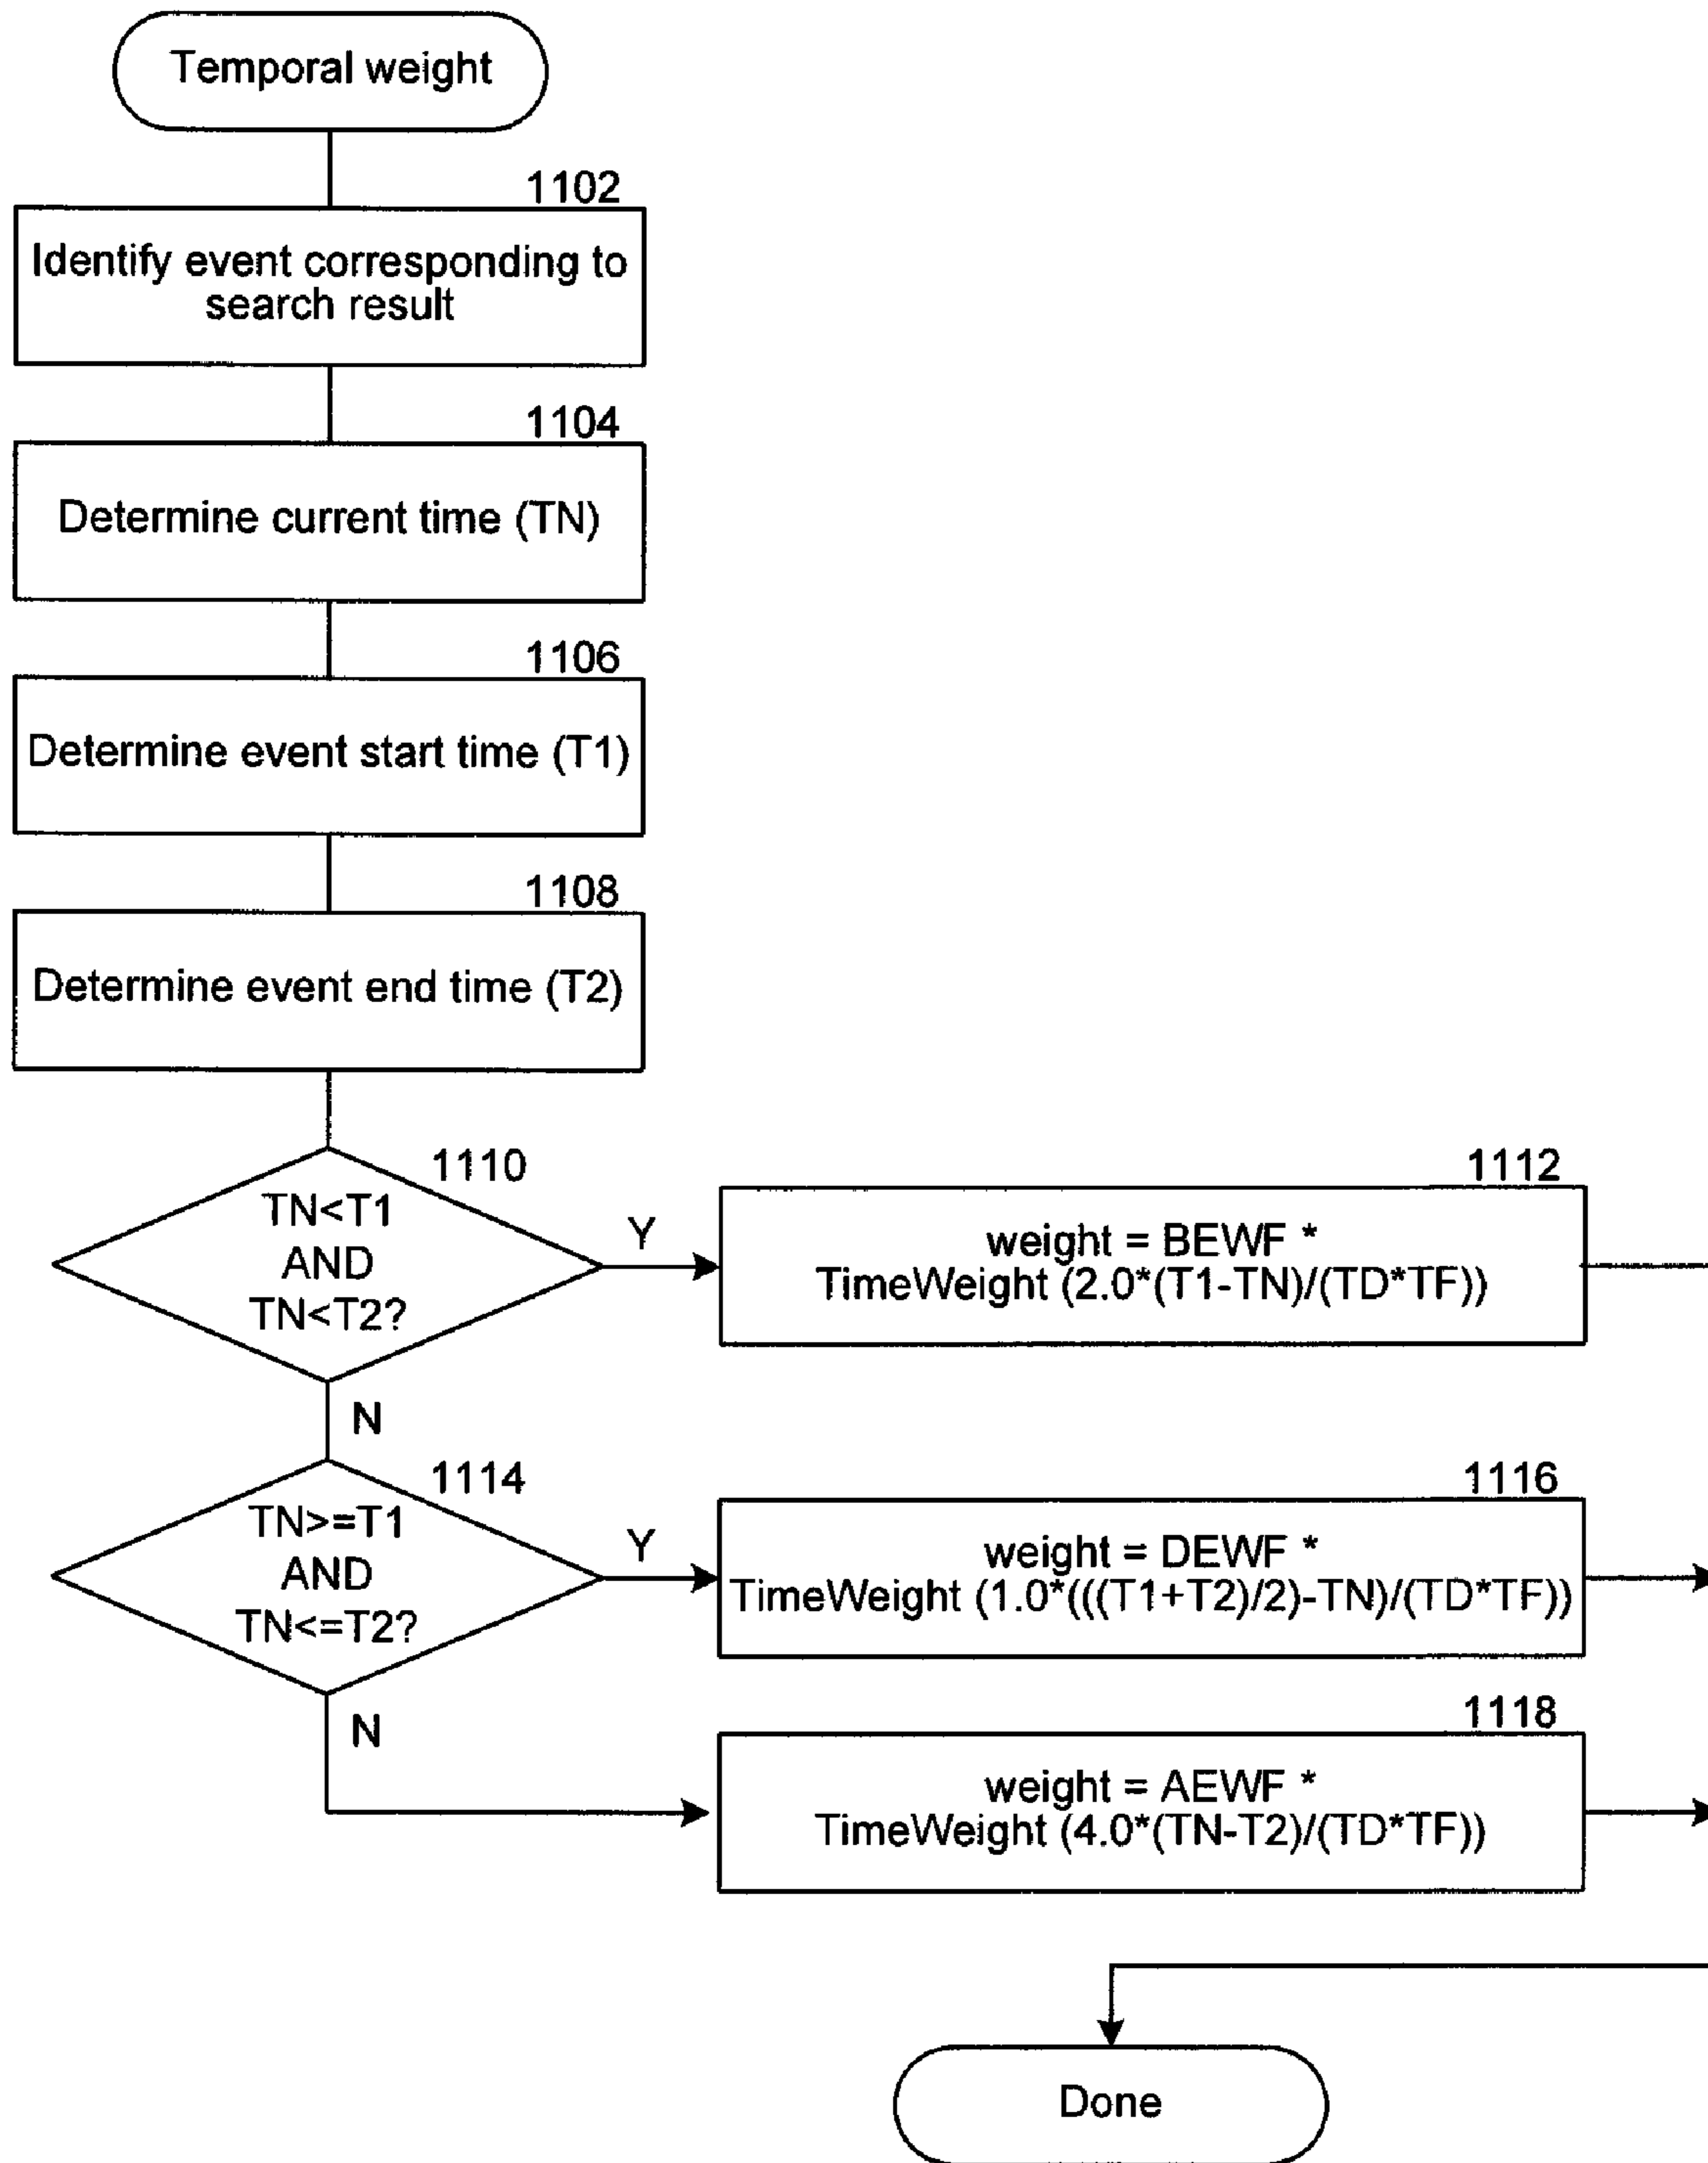 Temporal weight
1102
Identify event corresponding to
search result
1104
Determine current time (TN)
1106
Determine event start time (T1)
1108
Determine event end time (T2)
1110
TN<T1
AND
TN<T2?
Y
1112
weight = BEWF *
TimeWeight (2.0*(T1-TN)/(TD*TF))
N
1114
TN>=T1
AND
TN<=T2?
Y
1116
weight = DEWF *
TimeWeight (1.0*(((T1+T2)/2)-TN)/(TD*TF))
N
1118
weight = AEWF *
TimeWeight (4.0*(TN-T2)/(TD*TF))
Done